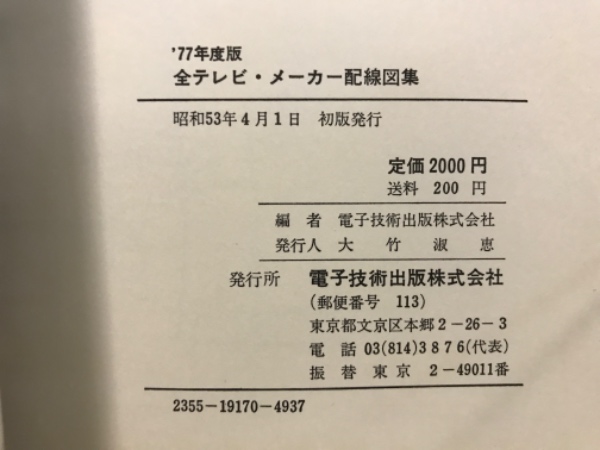 '77年度版
全テレビ・メーカー配線図集
昭和53年4月1日 初版発行
定価2000円
送料 200 円
編 者 電子技術出版株式会社
発行人 大 竹 淑 恵
発行所 電子技術出版株式会社
(郵便番号 113)
東京都文京区本郷2-26-3
電 話 03(814)3876(代表)
振 替 東 京 2-49011番
2355-19170-4937